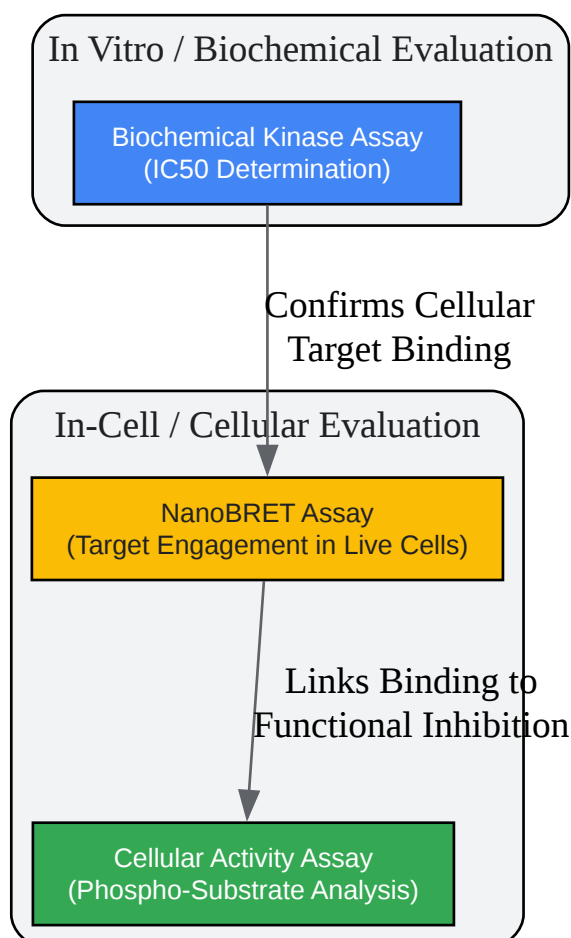 In Vitro / Biochemical Evaluation
Biochemical Kinase Assay
(IC50 Determination)
Confirms Cellular
Target Binding
In-Cell / Cellular Evaluation
NanoBRET Assay
(Target Engagement in Live Cells)
Links Binding to
Functional Inhibition
Cellular Activity Assay
(Phospho-Substrate Analysis)